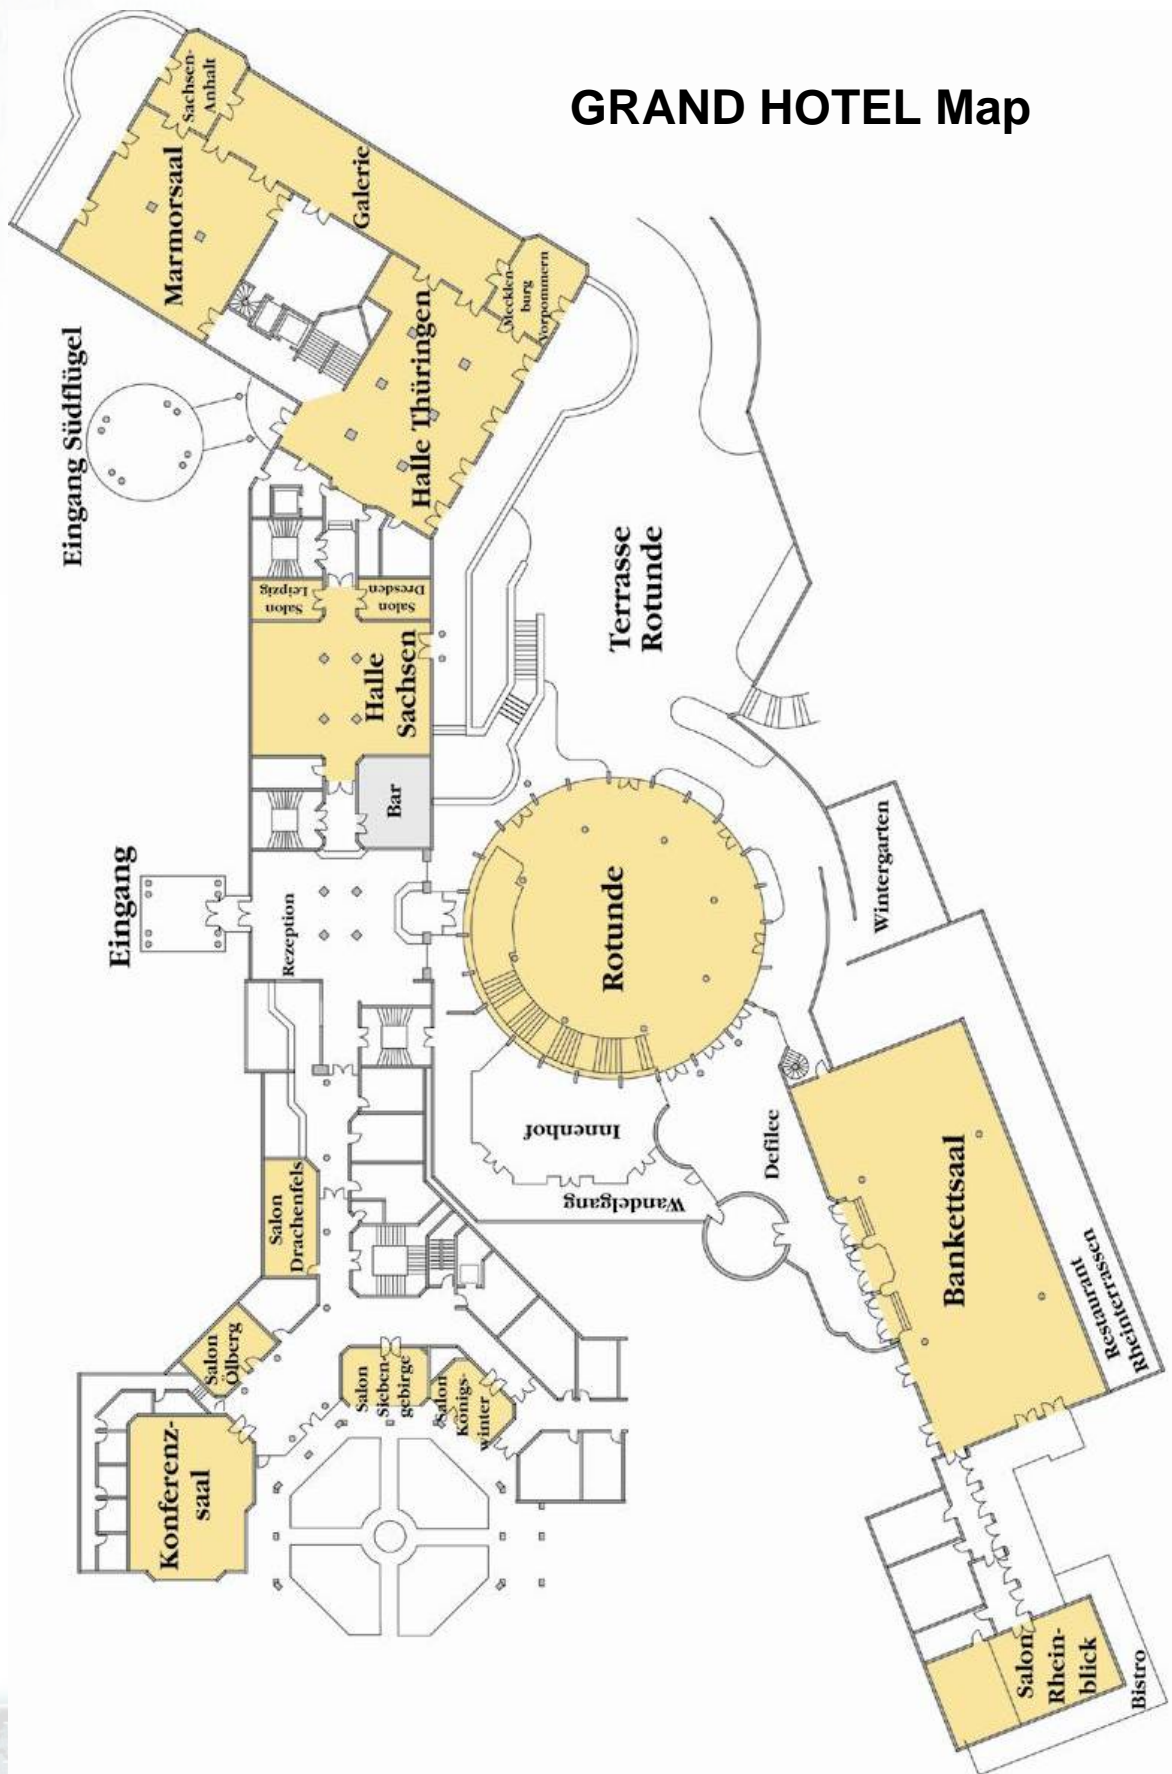 GRAND HOTEL Map
Sachsen-
Anhalt
Marmorsaal
Galerie
Mecklen-
burg
Vorpommern
Halle Thüringen
Eingang Südflügel
Salon
Leipzig
Salon
Dresden
Halle
Sachsen
Terrasse
Rotunde
Bar
Eingang
Rezeption
Rotunde
Wintergarten
Innenhof
Wandelgang
Defilee
Salon
Drachenfels
Bankettsaal
Restaurant
Rheinterrassen
Salon
Ölberg
Salon
Sieben-
gebirge
Salon
Königs-
winter
Konferenz-
saal
Salon
Rhein-
blick
Bistro